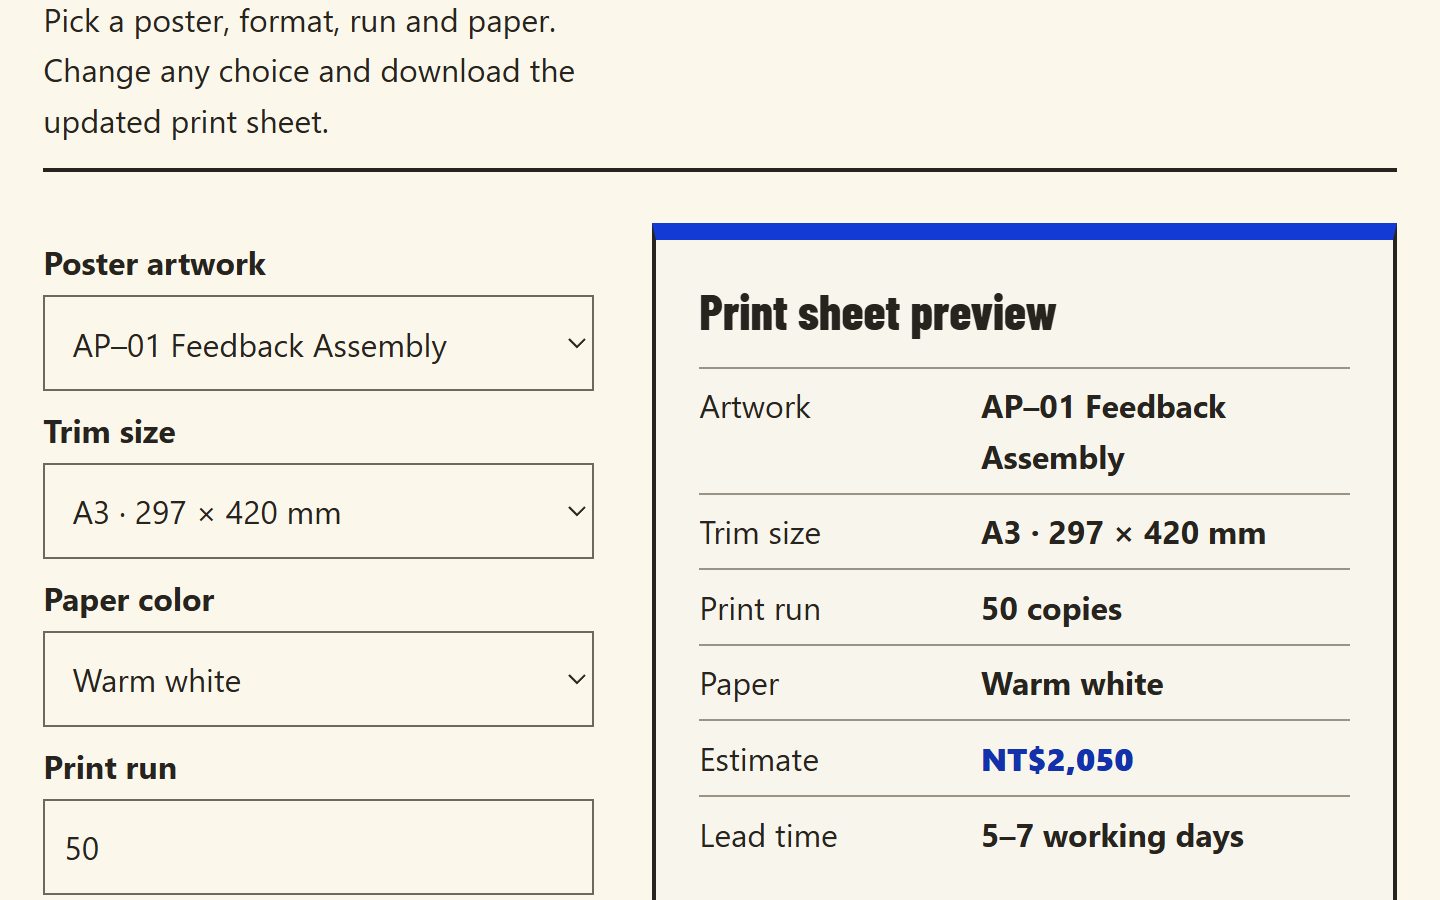 Pick a poster, format, run and paper.
Change any choice and download the
updated print sheet.
Poster artwork
AP–01 Feedback Assembly
Trim size
A3 · 297 × 420 mm
Paper color
Warm white
Print run
50
Print sheet preview
Artwork AP–01 Feedback
Assembly
Trim size A3 · 297 × 420 mm
Print run 50 copies
Paper Warm white
Estimate NT$2,050
Lead time 5–7 working days